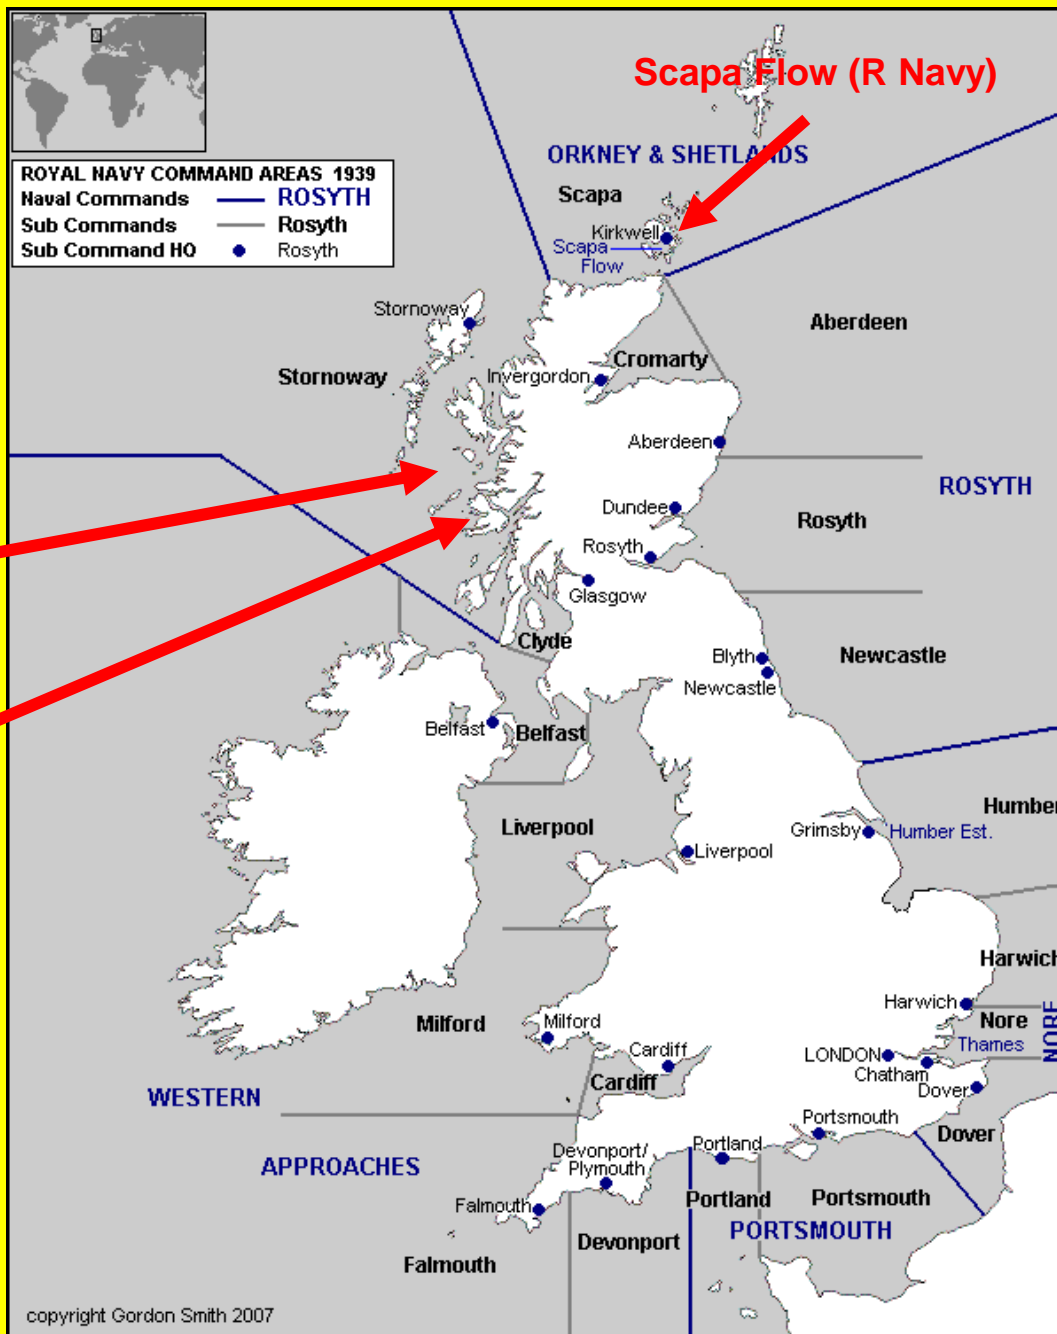 Scapa Flow (R Navy)
ORKNEY & SHETLANDS
ROYAL NAVY COMMAND AREAS 1939
Naval Commands ROSYTH
Sub Commands Rosyth
Sub Command HQ Rosyth
Scapa
Kirkwell
Scapa
Flow
Stornoway
Aberdeen
Cromarty
Stornoway
Invergordon
Aberdeen
ROSYTH
Dundee
Rosyth
Rosyth
Glasgow
Clyde
Blyth
Newcastle
Newcastle
Belfast
Belfast
Humber
Liverpool
Grimsby
Humber Est.
Liverpool
Harwich
Harwich
Milford
Milford
Nore
NORE
Thames
LONDON
Cardiff
Chatham
Cardiff
Dover
WESTERN
Portsmouth
Dover
APPROACHES
Devonport/
Plymouth
Portland
Portland
Portsmouth
Falmouth
PORTSMOUTH
Devonport
Falmouth
copyright Gordon Smith 2007